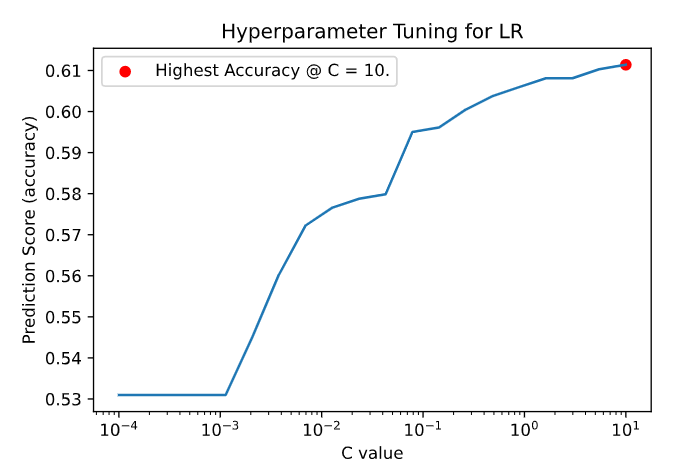 Hyperparameter Tuning for LR
Highest Accuracy @ C = 10.
Prediction Score (accuracy)
0.61
0.60
0.59
0.58
0.57
0.56
0.55
0.54
0.53
10⁻⁴ 10⁻³ 10⁻² 10⁻¹ 10⁰ 10¹
C value